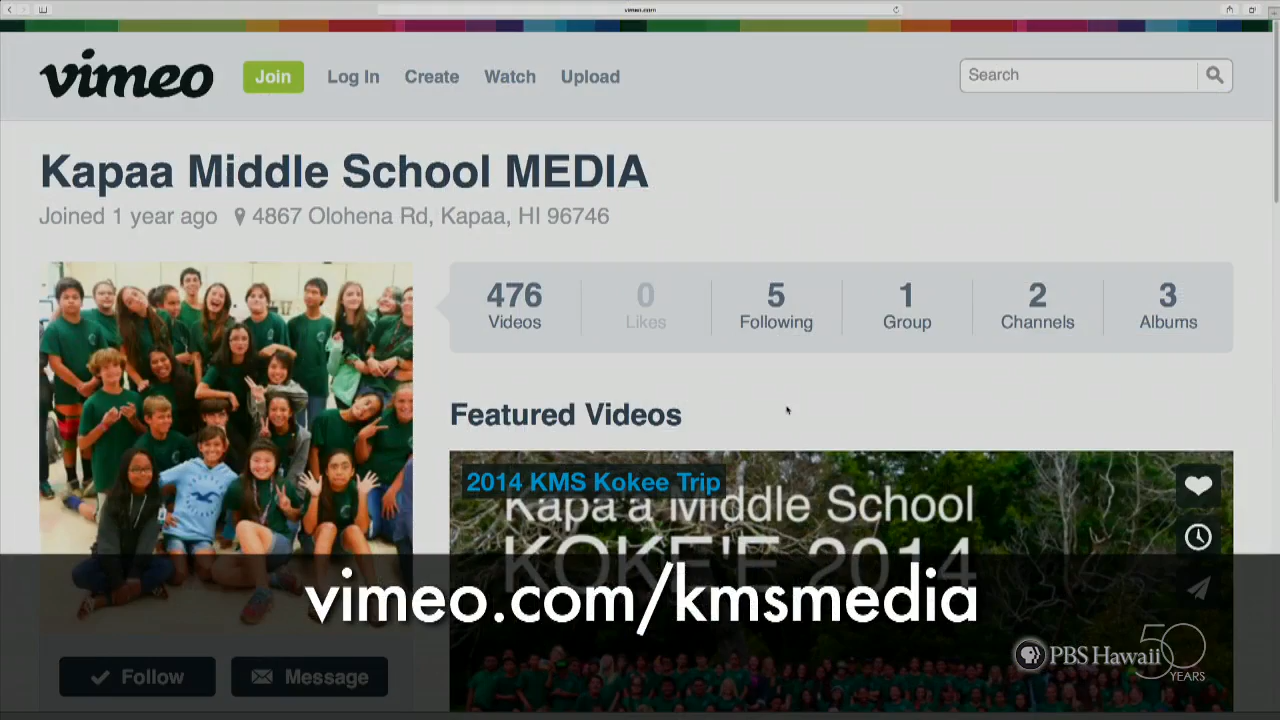 vimeo.com
vimeo
Join
Log In
Create
Watch
Upload
Search
Kapaa Middle School MEDIA
Joined 1 year ago
4867 Olohena Rd, Kapaa, HI 96746
476
Videos
0
Likes
5
Following
1
Group
2
Channels
3
Albums
Featured Videos
2014 KMS Kokee Trip
Kapa'a Middle School
KOKE'E 2014
vimeo.com/kmsmedia
Follow
Message
PBS Hawaii 50
YEARS